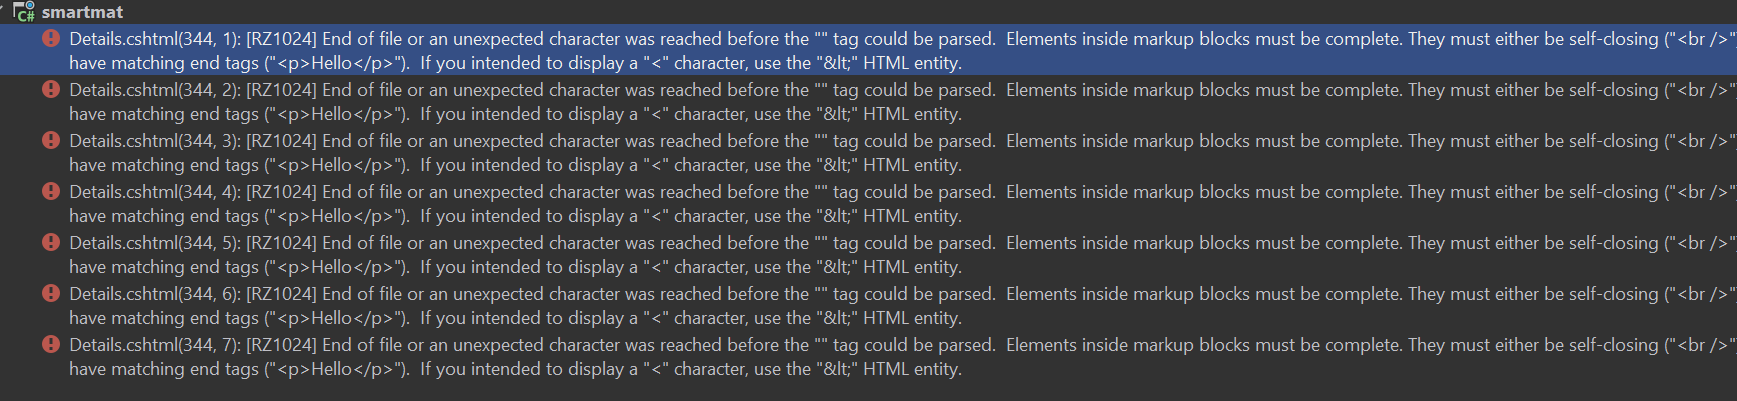 C# smartmat
Details.cshtml(344, 1): [RZ1024] End of file or an unexpected character was reached before the "" tag could be parsed.  Elements inside markup blocks must be complete. They must either be self-closing ("<br />")
have matching end tags ("<p>Hello</p>").  If you intended to display a "<" character, use the "&lt;" HTML entity.
Details.cshtml(344, 2): [RZ1024] End of file or an unexpected character was reached before the "" tag could be parsed.  Elements inside markup blocks must be complete. They must either be self-closing ("<br />")
have matching end tags ("<p>Hello</p>").  If you intended to display a "<" character, use the "&lt;" HTML entity.
Details.cshtml(344, 3): [RZ1024] End of file or an unexpected character was reached before the "" tag could be parsed.  Elements inside markup blocks must be complete. They must either be self-closing ("<br />")
have matching end tags ("<p>Hello</p>").  If you intended to display a "<" character, use the "&lt;" HTML entity.
Details.cshtml(344, 4): [RZ1024] End of file or an unexpected character was reached before the "" tag could be parsed.  Elements inside markup blocks must be complete. They must either be self-closing ("<br />")
have matching end tags ("<p>Hello</p>").  If you intended to display a "<" character, use the "&lt;" HTML entity.
Details.cshtml(344, 5): [RZ1024] End of file or an unexpected character was reached before the "" tag could be parsed.  Elements inside markup blocks must be complete. They must either be self-closing ("<br />")
have matching end tags ("<p>Hello</p>").  If you intended to display a "<" character, use the "&lt;" HTML entity.
Details.cshtml(344, 6): [RZ1024] End of file or an unexpected character was reached before the "" tag could be parsed.  Elements inside markup blocks must be complete. They must either be self-closing ("<br />")
have matching end tags ("<p>Hello</p>").  If you intended to display a "<" character, use the "&lt;" HTML entity.
Details.cshtml(344, 7): [RZ1024] End of file or an unexpected character was reached before the "" tag could be parsed.  Elements inside markup blocks must be complete. They must either be self-closing ("<br />")
have matching end tags ("<p>Hello</p>").  If you intended to display a "<" character, use the "&lt;" HTML entity.